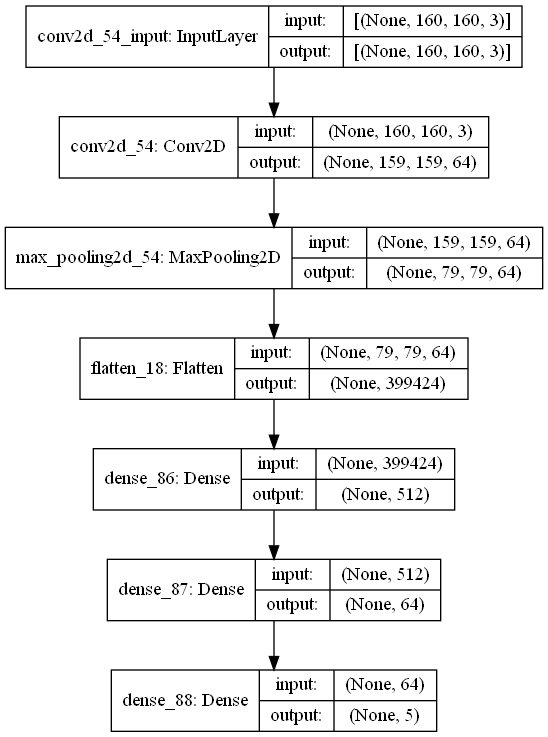 conv2d_54_input: InputLayer
input: [(None, 160, 160, 3)]
output: [(None, 160, 160, 3)]
conv2d_54: Conv2D
input: (None, 160, 160, 3)
output: (None, 159, 159, 64)
max_pooling2d_54: MaxPooling2D
input: (None, 159, 159, 64)
output: (None, 79, 79, 64)
flatten_18: Flatten
input: (None, 79, 79, 64)
output: (None, 399424)
dense_86: Dense
input: (None, 399424)
output: (None, 512)
dense_87: Dense
input: (None, 512)
output: (None, 64)
dense_88: Dense
input: (None, 64)
output: (None, 5)